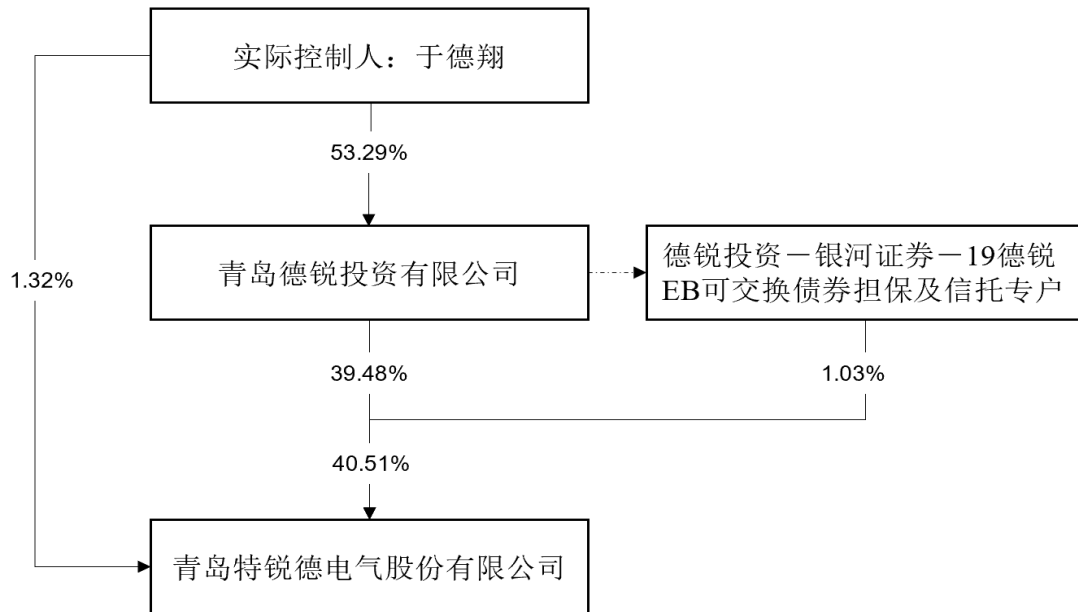 实际控制人：于德翔
53.29%
青岛德锐投资有限公司
德锐投资－银河证券－19德锐
EB可交换债券担保及信托专户
1.32%
39.48%
1.03%
40.51%
青岛特锐德电气股份有限公司